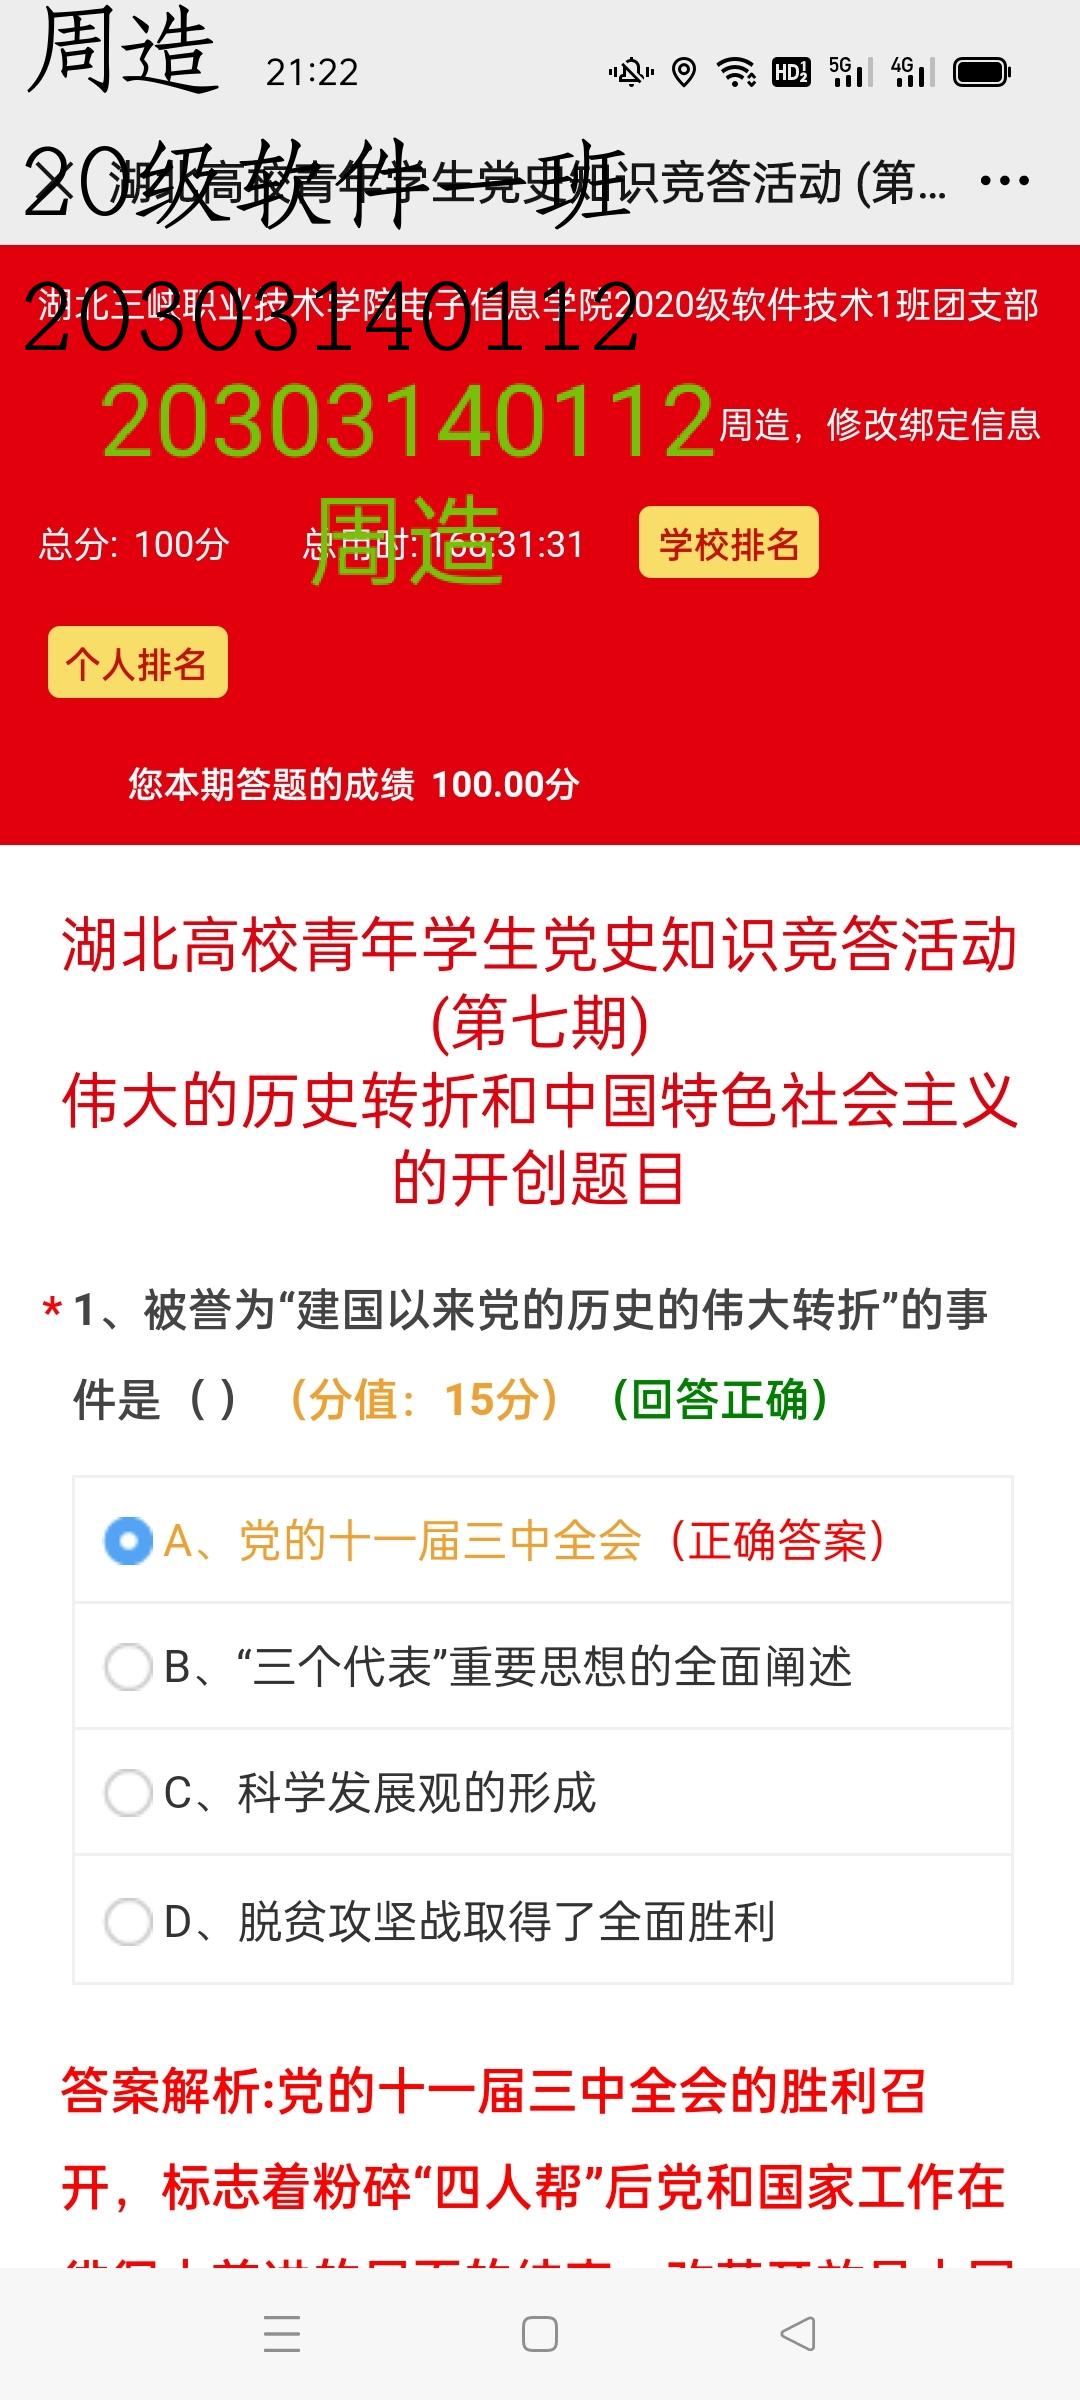 周造
21:22
HD 1 2
5G
4G
20级软件一班
湖北高校青年学生党史知识竞答活动 (第...
湖北三峡职业技术学院电子信息学院2020级软件技术1班团支部
20303140112
20303140112
周造，修改绑定信息
周造
总分: 100分
总用时: 168:31:31
学校排名
个人排名
您本期答题的成绩 100.00分
湖北高校青年学生党史知识竞答活动
(第七期)
伟大的历史转折和中国特色社会主义
的开创题目
* 1、被誉为“建国以来党的历史的伟大转折”的事
件是（ ）（分值：15分）（回答正确）
A、党的十一届三中全会（正确答案）
B、“三个代表”重要思想的全面阐述
C、科学发展观的形成
D、脱贫攻坚战取得了全面胜利
答案解析:党的十一届三中全会的胜利召
开，标志着粉碎“四人帮”后党和国家工作在